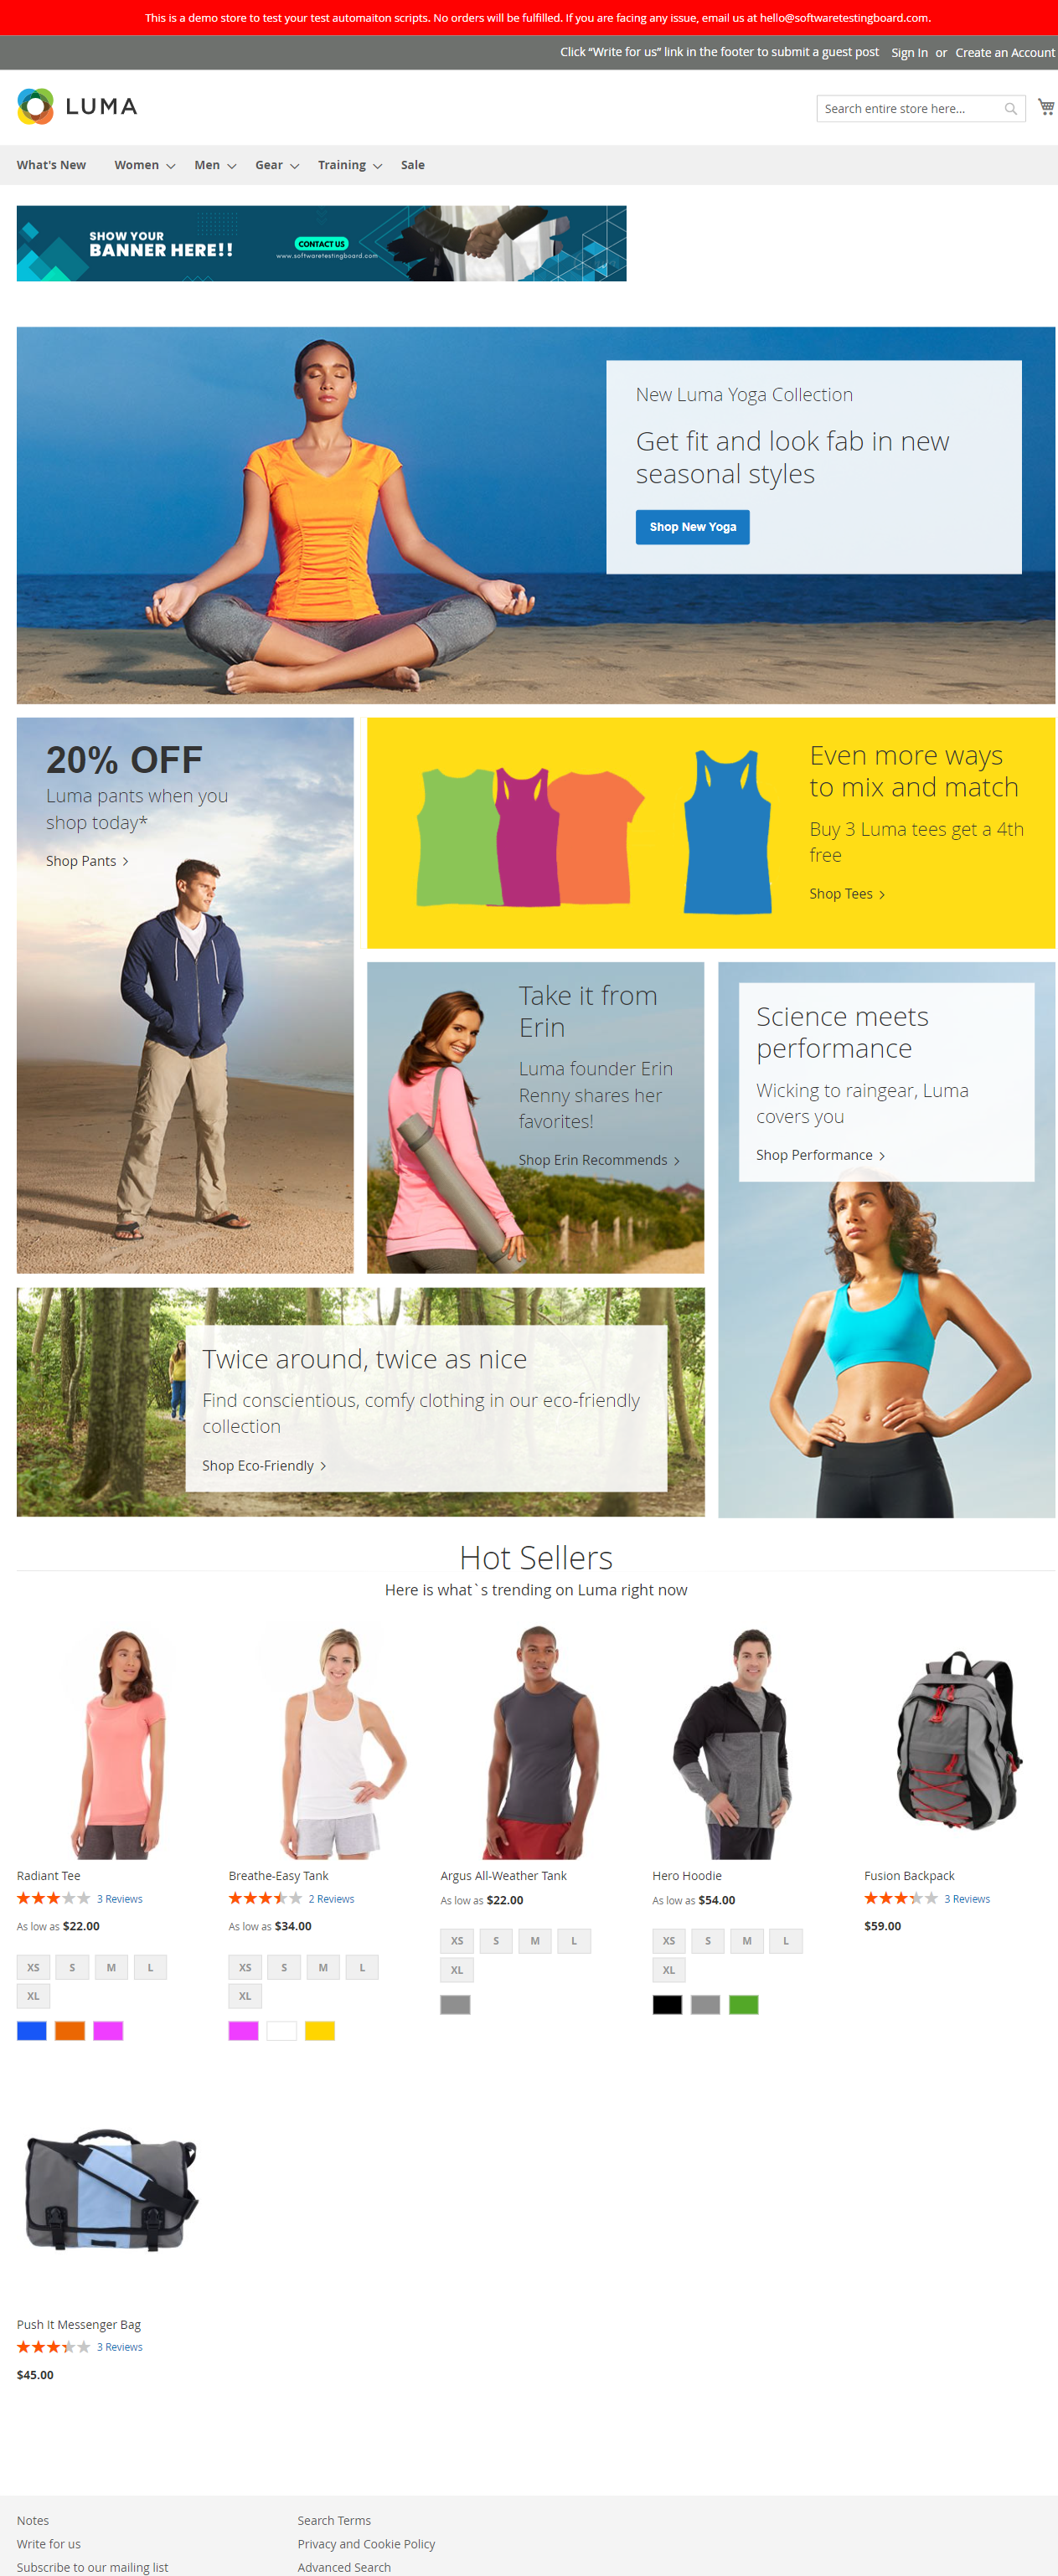 This is a demo store to test your test automaiton scripts. No orders will be fulfilled. If you are facing any issue, email us at hello@softwaretestingboard.com.
Click “Write for us” link in the footer to submit a guest post Sign In or Create an Account
LUMA
Search entire store here...
What's New Women Men Gear Training Sale
SHOW YOUR
BANNER HERE!!
CONTACT US
www.softwaretestingboard.com
New Luma Yoga Collection
Get fit and look fab in new
seasonal styles
Shop New Yoga
20% OFF
Luma pants when you
shop today*
Shop Pants
Even more ways
to mix and match
Buy 3 Luma tees get a 4th
free
Shop Tees
Take it from
Erin
Luma founder Erin
Renny shares her
favorites!
Shop Erin Recommends
Science meets
performance
Wicking to raingear, Luma
covers you
Shop Performance
Twice around, twice as nice
Find conscientious, comfy clothing in our eco-friendly
collection
Shop Eco-Friendly
Hot Sellers
Here is what`s trending on Luma right now
Radiant Tee
3 Reviews
As low as $22.00
XS S M L
XL
Breathe-Easy Tank
2 Reviews
As low as $34.00
XS S M L
XL
Argus All-Weather Tank
As low as $22.00
XS S M L
XL
Hero Hoodie
As low as $54.00
XS S M L
XL
Fusion Backpack
3 Reviews
$59.00
Push It Messenger Bag
3 Reviews
$45.00
Notes
Write for us
Subscribe to our mailing list
Search Terms
Privacy and Cookie Policy
Advanced Search